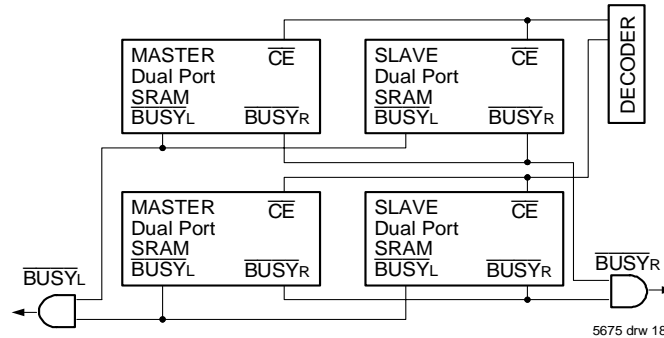 MASTER
Dual Port
SRAM
CE
BUSYL
BUSYR
SLAVE
Dual Port
SRAM
CE
BUSYL
BUSYR
DECODER
MASTER
Dual Port
SRAM
CE
BUSYL
BUSYR
SLAVE
Dual Port
SRAM
CE
BUSYL
BUSYR
BUSYL
BUSYR
5675 drw 18